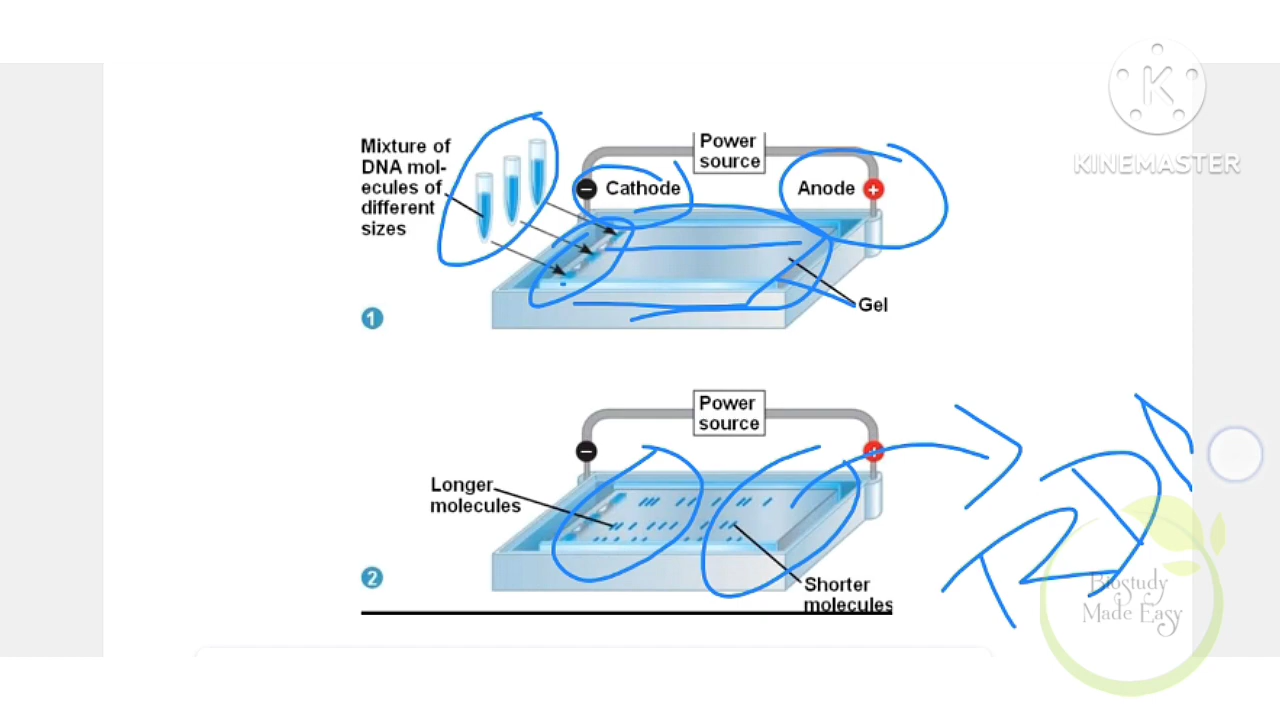 Mixture of
DNA mol-
ecules of
different
sizes
Power
source
− Cathode
Anode +
Gel
1
KINEMASTER
Power
source
−
+
Longer
molecules
Shorter
molecules
2
Biostudy
Made Easy